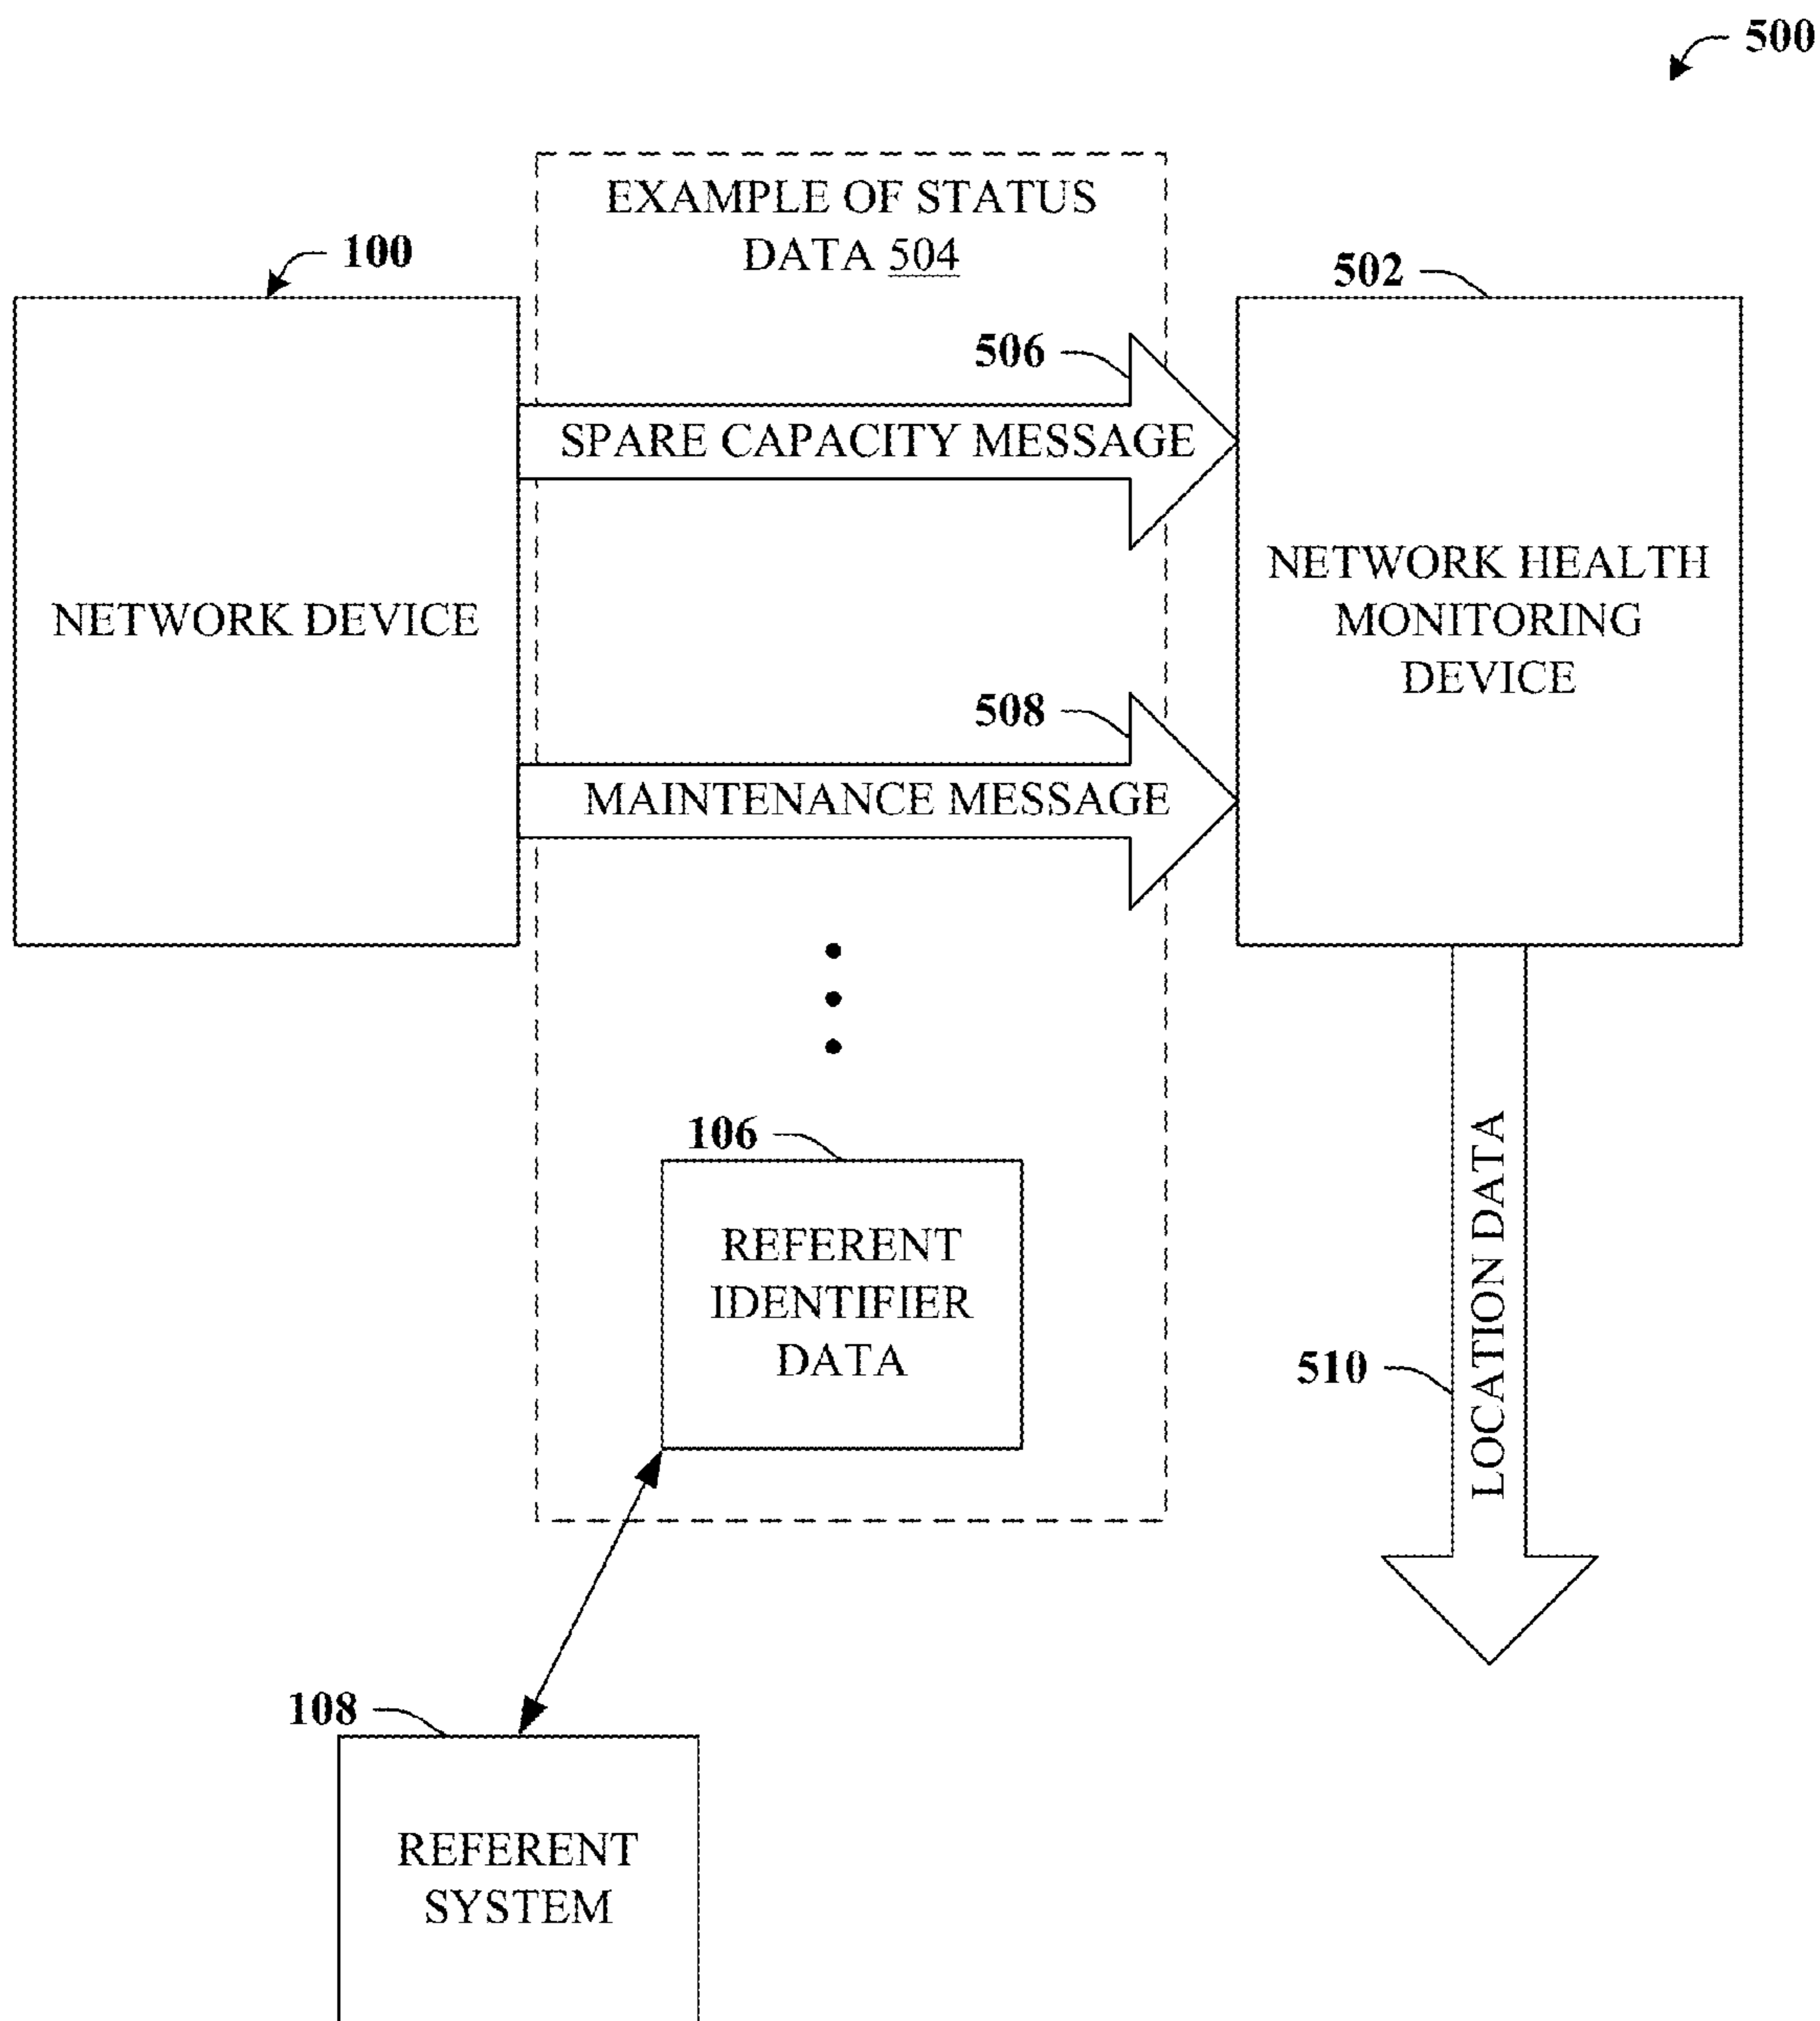 500
EXAMPLE OF STATUS
DATA 504
100
502
506
SPARE CAPACITY MESSAGE
NETWORK DEVICE
NETWORK HEALTH
MONITORING
DEVICE
508
MAINTENANCE MESSAGE
106
REFERENT
IDENTIFIER
DATA
510
LOCATION DATA
108
REFERENT
SYSTEM